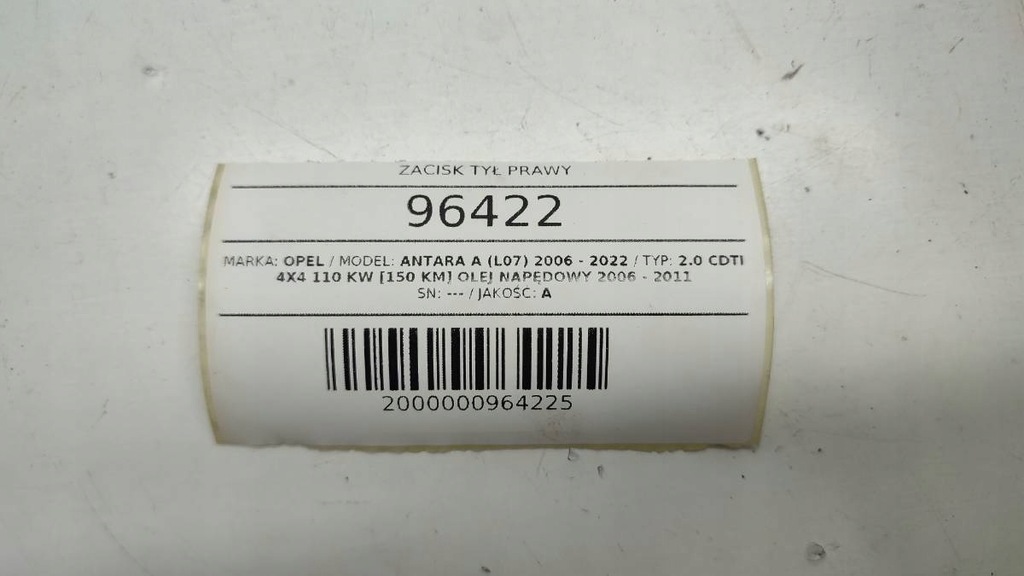 ZACISK TYŁ PRAWY
96422
MARKA: OPEL / MODEL: ANTARA A (L07) 2006 - 2022 / TYP: 2.0 CDTI
4X4 110 KW [150 KM] OLEJ NAPĘDOWY 2006 - 2011
SN: --- / JAKOŚĆ: A
2000000964225